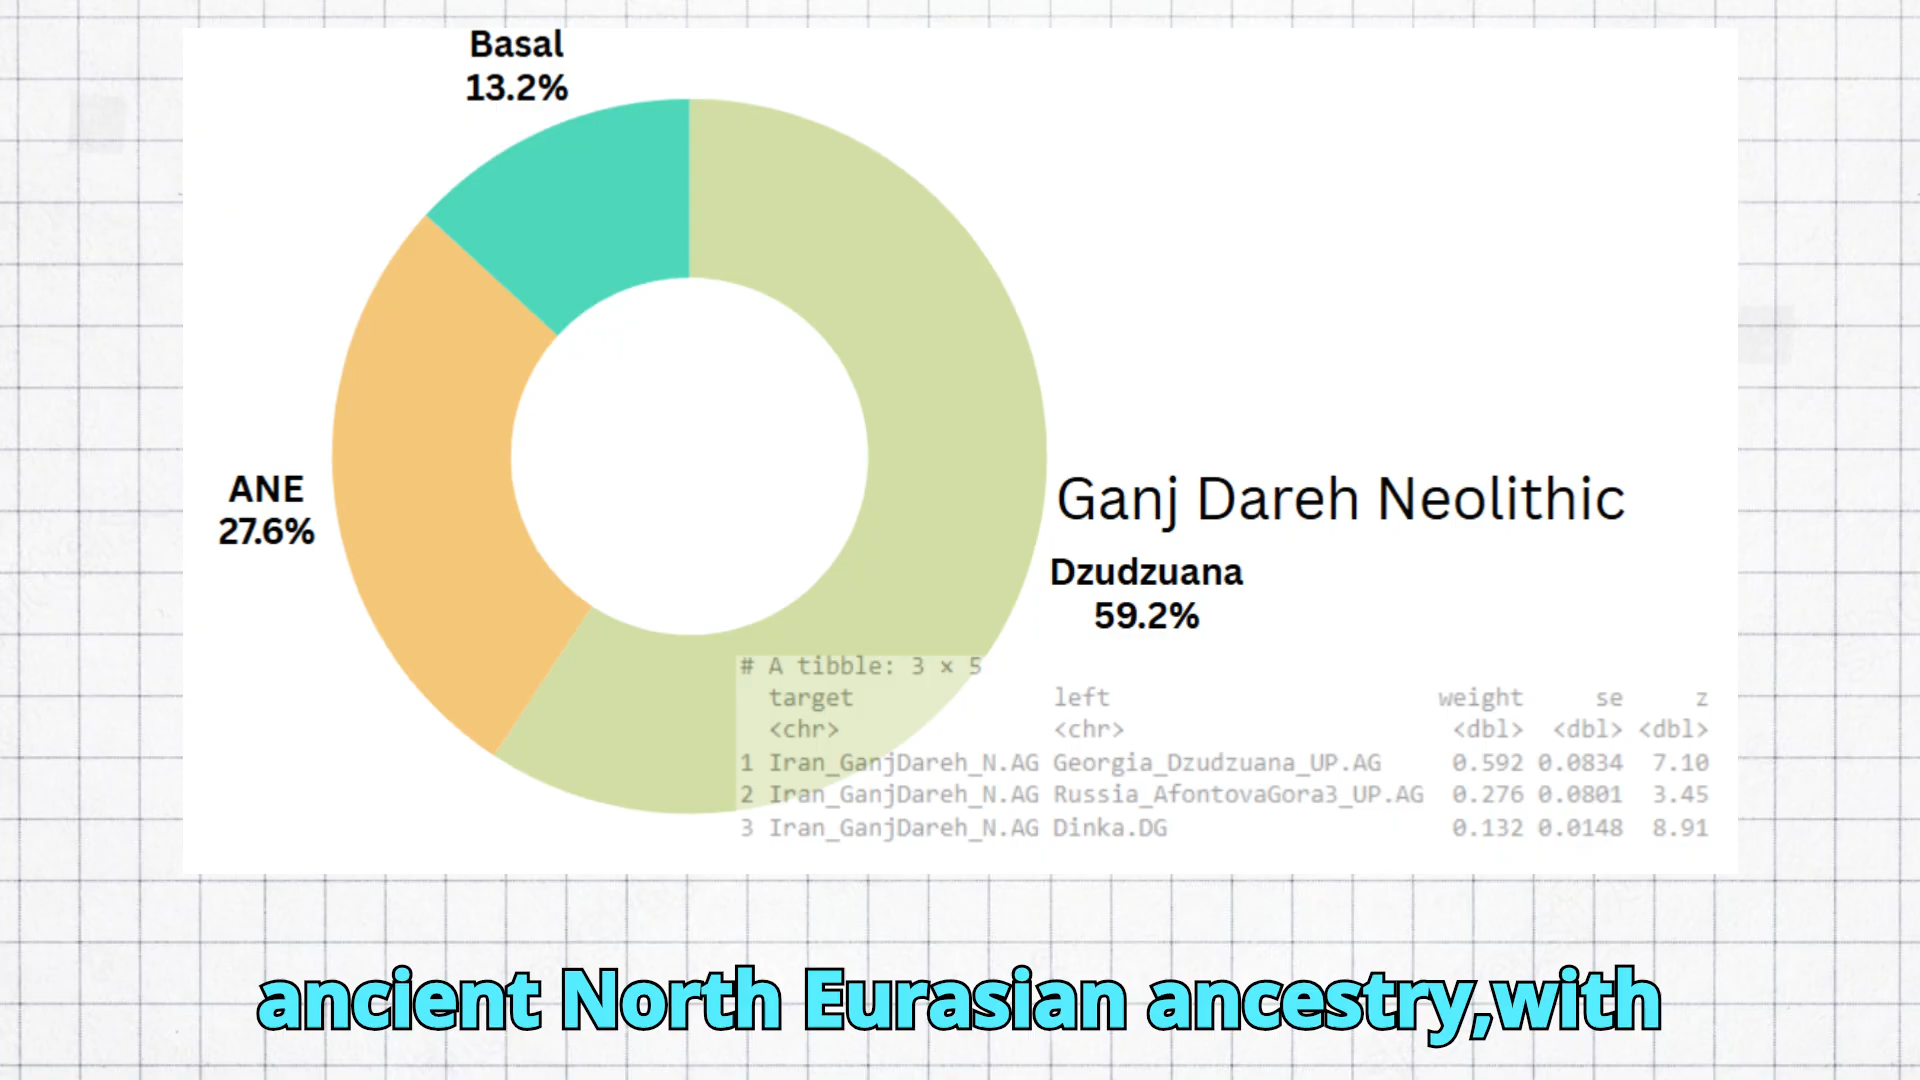 Basal
13.2%
ANE
27.6%
Ganj Dareh Neolithic
Dzudzuana
59.2%
# A tibble: 3 × 5
target left weight se z
<chr> <chr> <dbl> <dbl> <dbl>
1 Iran_GanjDareh_N.AG Georgia_Dzudzuana_UP.AG 0.592 0.0834 7.10
2 Iran_GanjDareh_N.AG Russia_AfontovaGora3_UP.AG 0.276 0.0801 3.45
3 Iran_GanjDareh_N.AG Dinka.DG 0.132 0.0148 8.91
ancient North Eurasian ancestry,with